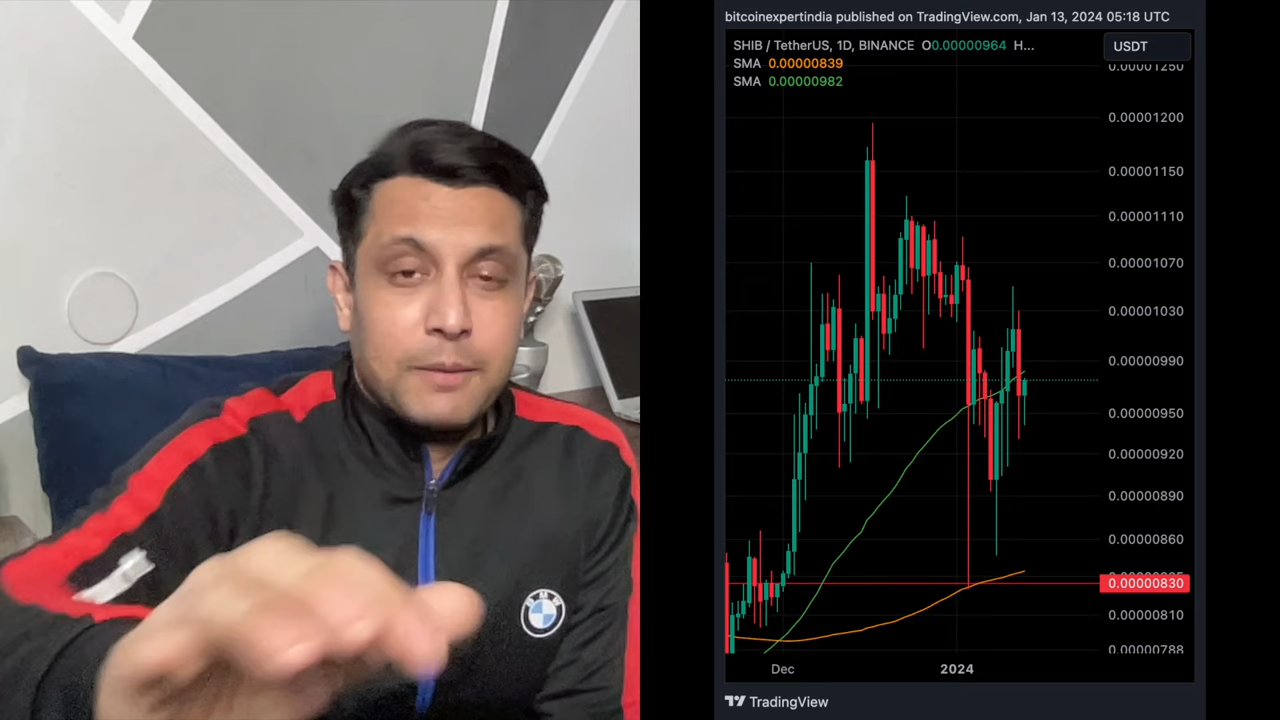 bitcoinexpertindia published on TradingView.com, Jan 13, 2024 05:18 UTC
SHIB / TetherUS, 1D, BINANCE O0.00000964 H...
USDT
SMA 0.00000839
SMA 0.00000982
0.00001250
0.00001200
0.00001150
0.00001110
0.00001070
0.00001030
0.00000990
0.00000950
0.00000920
0.00000890
0.00000860
0.00000830
0.00000810
0.00000788
Dec
2024
TradingView
BMW